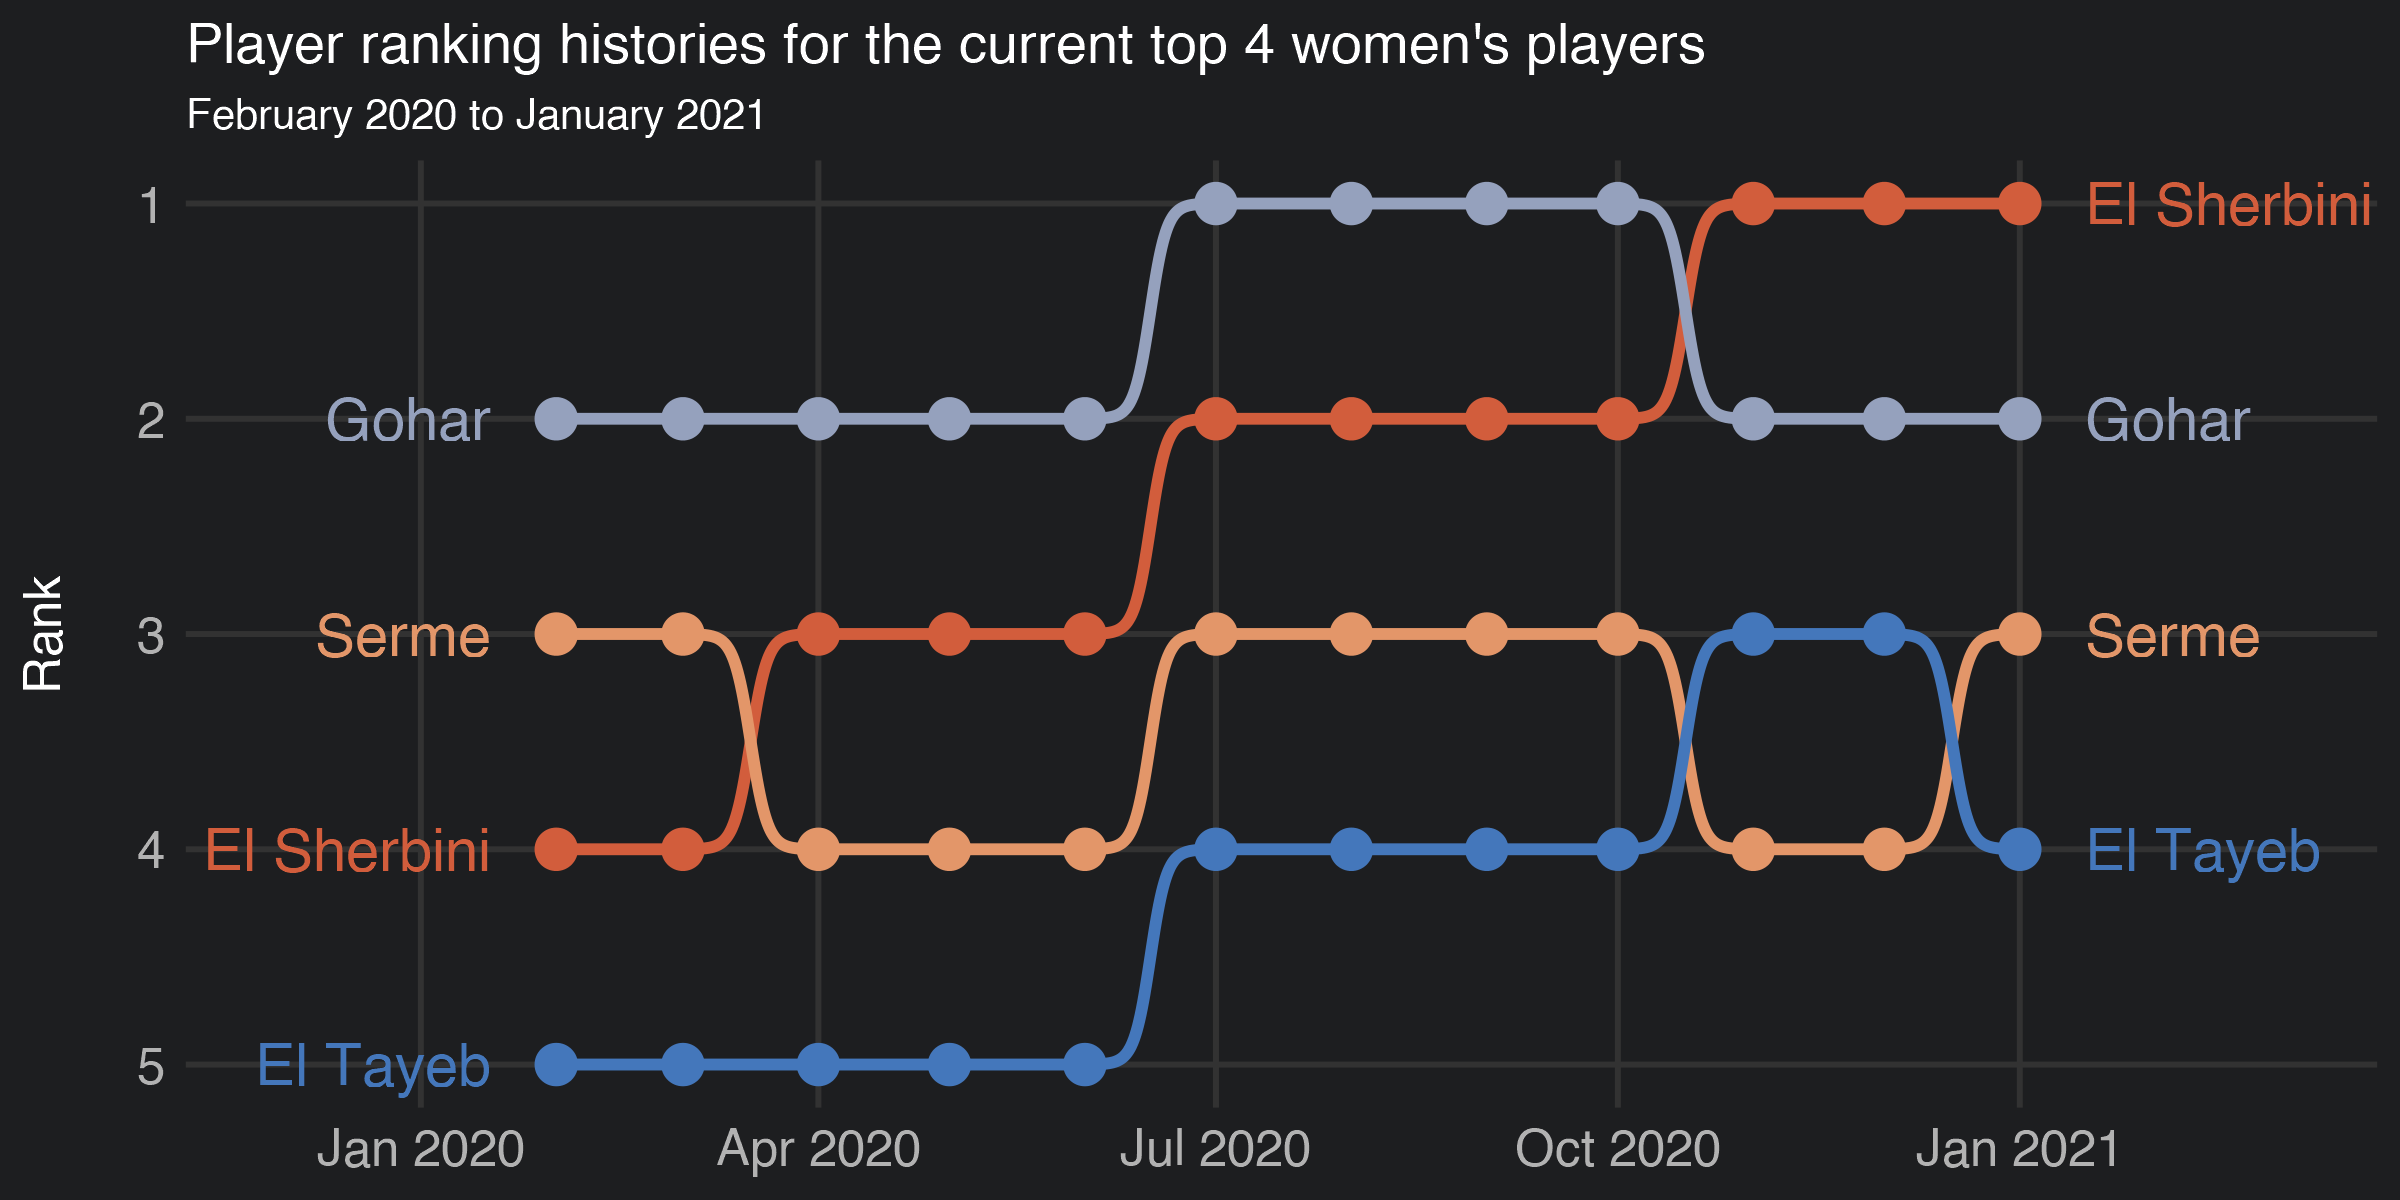 Player ranking histories for the current top 4 women's players
February 2020 to January 2021
Rank
1
2
3
4
5
Gohar
Serme
El Sherbini
El Tayeb
El Sherbini
Gohar
Serme
El Tayeb
Jan 2020
Apr 2020
Jul 2020
Oct 2020
Jan 2021